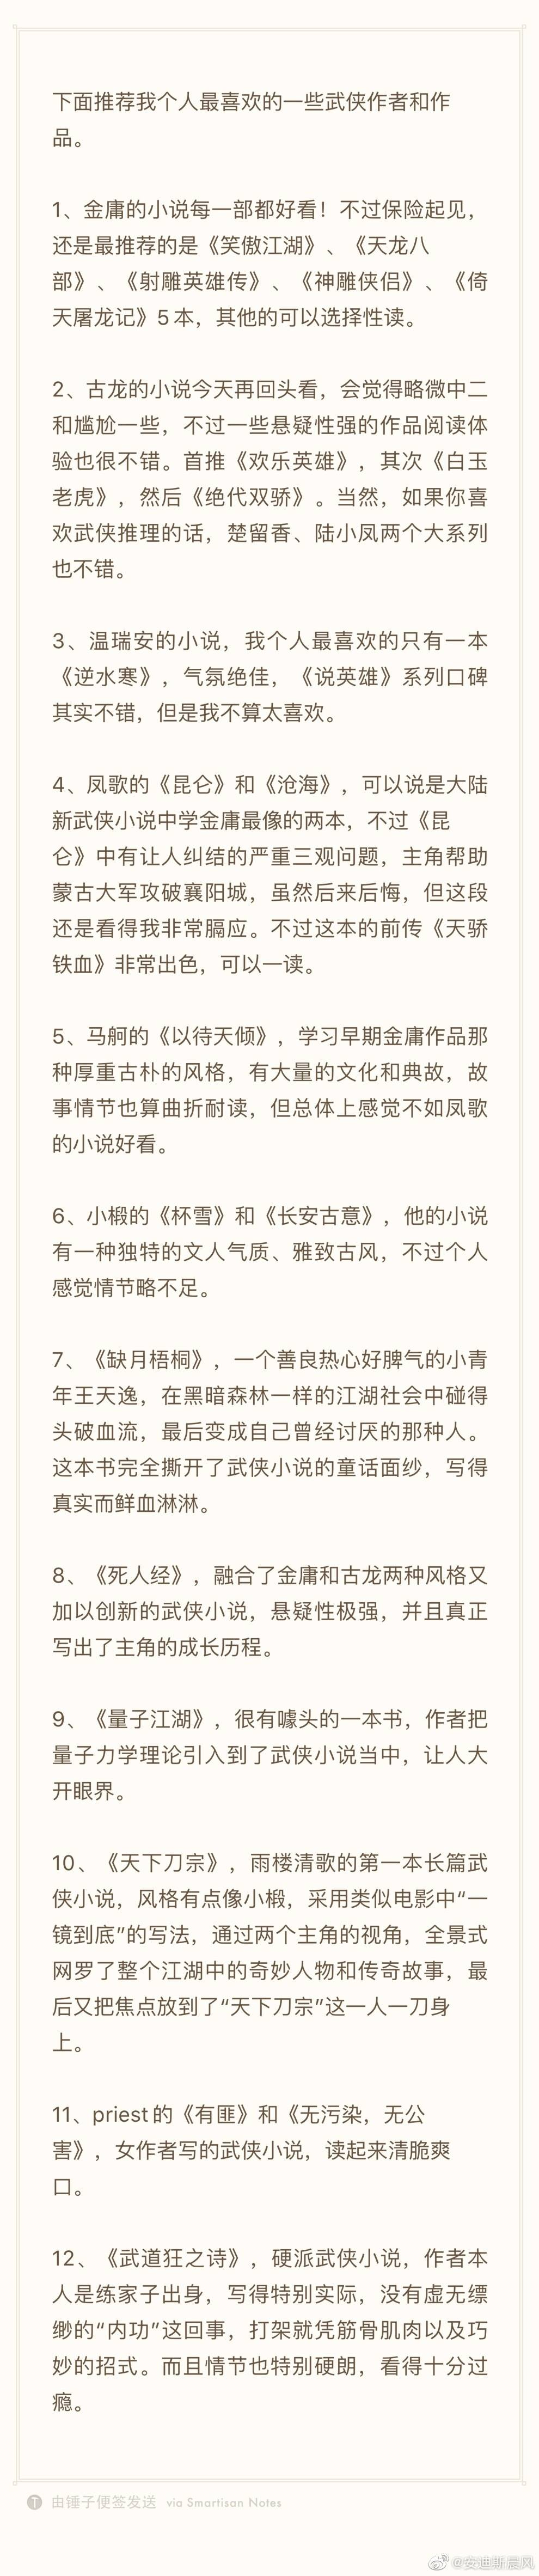 下面推荐我个人最喜欢的一些武侠作者和作
品。
1、金庸的小说每一部都好看！不过保险起见，
还是最推荐的是《笑傲江湖》、《天龙八
部》、《射雕英雄传》、《神雕侠侣》、《倚
天屠龙记》5本，其他的可以选择性读。
2、古龙的小说今天再回头看，会觉得略微中二
和尴尬一些，不过一些悬疑性强的作品阅读体
验也很不错。首推《欢乐英雄》，其次《白玉
老虎》，然后《绝代双骄》。当然，如果你喜
欢武侠推理的话，楚留香、陆小凤两个大系列
也不错。
3、温瑞安的小说，我个人最喜欢的只有一本
《逆水寒》，气氛绝佳，《说英雄》系列口碑
其实不错，但是我不算太喜欢。
4、凤歌的《昆仑》和《沧海》，可以说是大陆
新武侠小说中学金庸最像的两本，不过《昆
仑》中有让人纠结的严重三观问题，主角帮助
蒙古大军攻破襄阳城，虽然后来后悔，但这段
还是看得我非常膈应。不过这本的前传《天骄
铁血》非常出色，可以一读。
5、马舸的《以待天倾》，学习早期金庸作品那
种厚重古朴的风格，有大量的文化和典故，故
事情节也算曲折耐读，但总体上感觉不如凤歌
的小说好看。
6、小椴的《杯雪》和《长安古意》，他的小说
有一种独特的文人气质、雅致古风，不过个人
感觉情节略不足。
7、《缺月梧桐》，一个善良热心好脾气的小青
年王天逸，在黑暗森林一样的江湖社会中碰得
头破血流，最后变成自己曾经讨厌的那种人。
这本书完全撕开了武侠小说的童话面纱，写得
真实而鲜血淋淋。
8、《死人经》，融合了金庸和古龙两种风格又
加以创新的武侠小说，悬疑性极强，并且真正
写出了主角的成长历程。
9、《量子江湖》，很有噱头的一本书，作者把
量子力学理论引入到了武侠小说当中，让人大
开眼界。
10、《天下刀宗》，雨楼清歌的第一本长篇武
侠小说，风格有点像小椴，采用类似电影中“一
镜到底”的写法，通过两个主角的视角，全景式
网罗了整个江湖中的奇妙人物和传奇故事，最
后又把焦点放到了“天下刀宗”这一人一刀身
上。
11、priest的《有匪》和《无污染，无公
害》，女作者写的武侠小说，读起来清脆爽
口。
12、《武道狂之诗》，硬派武侠小说，作者本
人是练家子出身，写得特别实际，没有虚无缥
缈的“内功”这回事，打架就凭筋骨肌肉以及巧
妙的招式。而且情节也特别硬朗，看得十分过
瘾。
T 由锤子便签发送 via Smartisan Notes
@安迪斯晨风